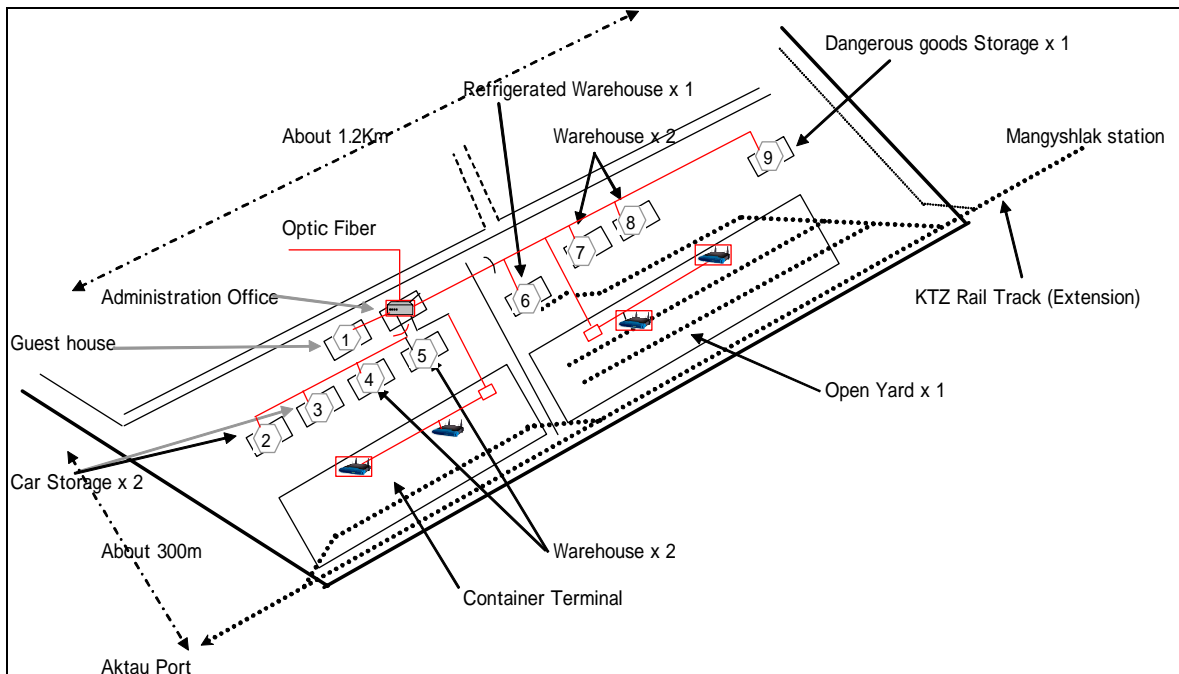 Dangerous goods Storage x 1
Refrigerated Warehouse x 1
About 1.2Km
Warehouse x 2
Mangyshlak station
9
8
Optic Fiber
7
Administration Office
6
KTZ Rail Track (Extension)
Guest house
1
5
4
Open Yard x 1
3
2
Car Storage x 2
About 300m
Warehouse x 2
Container Terminal
Aktau Port